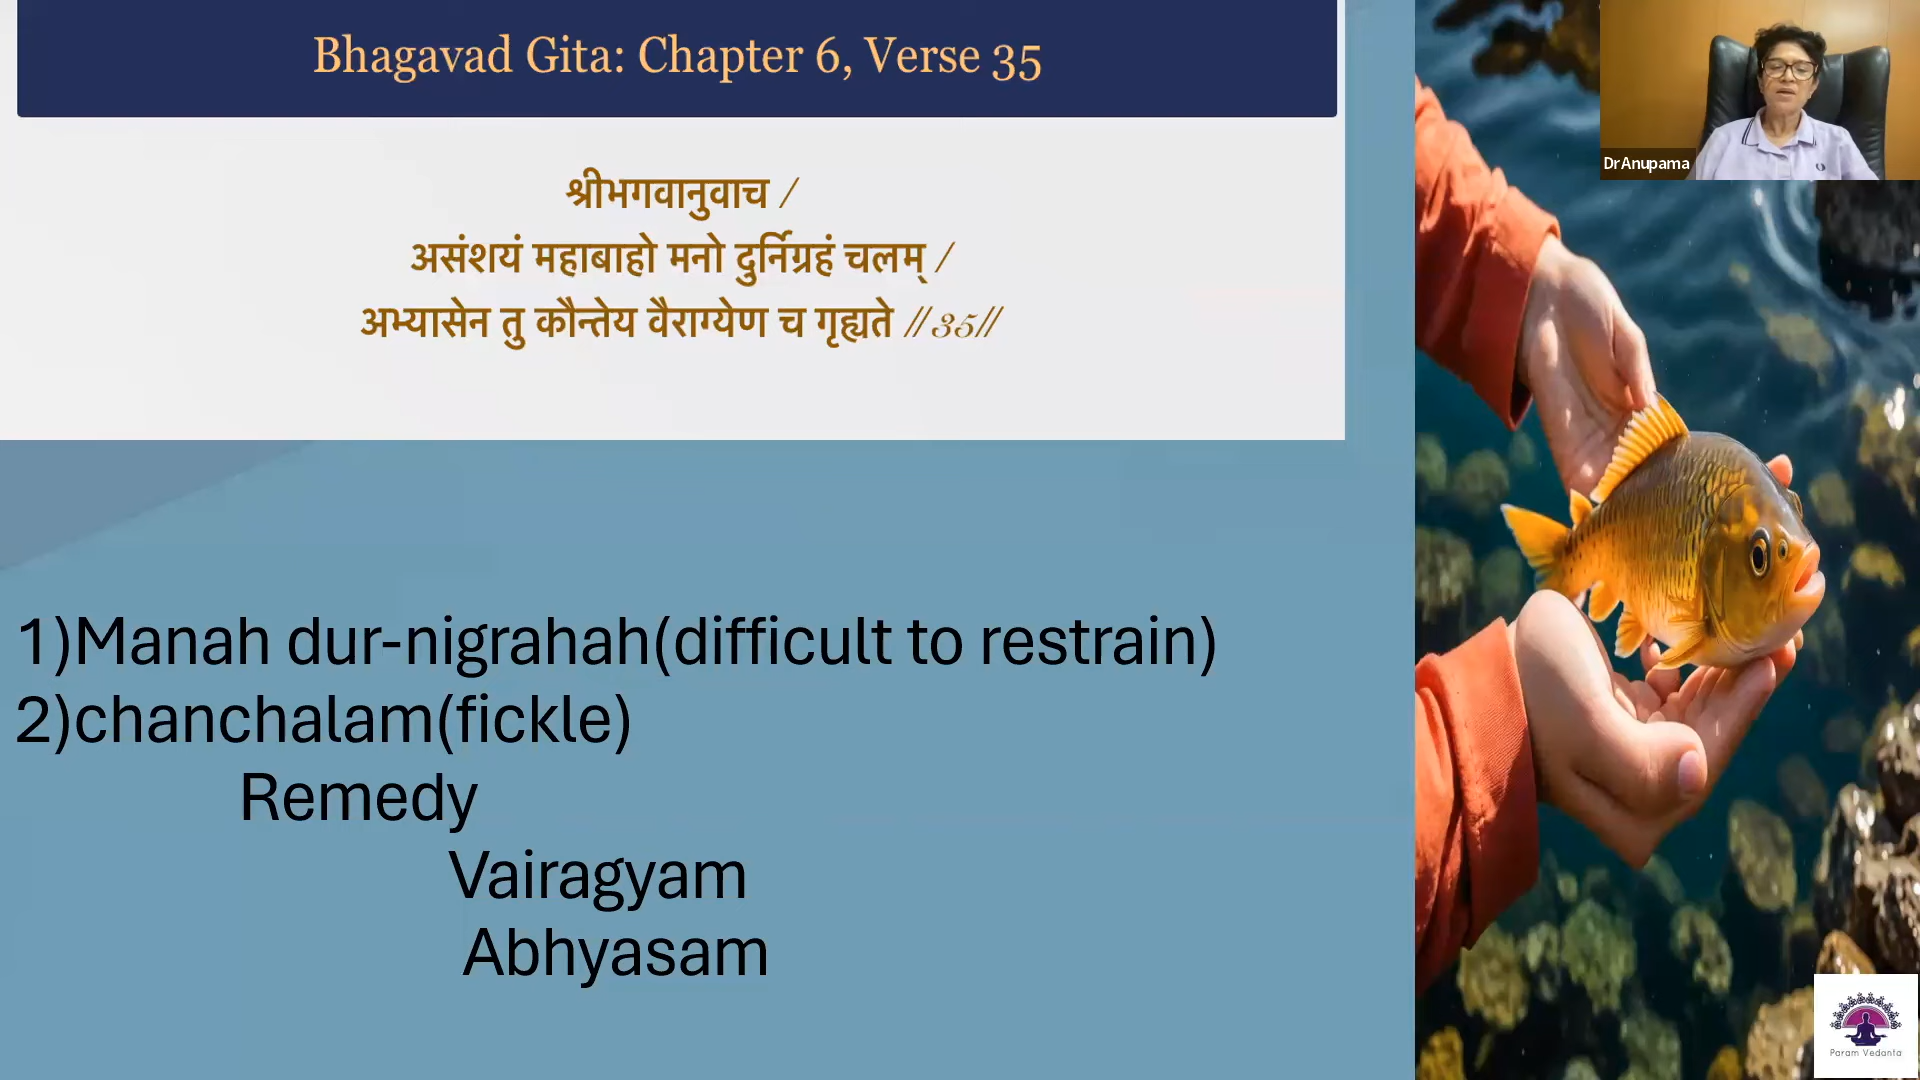 Bhagavad Gita: Chapter 6, Verse 35
श्रीभगवानुवाच /
असंशयं महाबाहो मनो दुर्निग्रहं चलम् /
अभ्यासेन तु कौन्तेय वैराग्येण च गृह्यते //35//
1)Manah dur-nigrahah(difficult to restrain)
2)chanchalam(fickle)
Remedy
Vairagyam
Abhyasam
DrAnupama
Param Vedanta